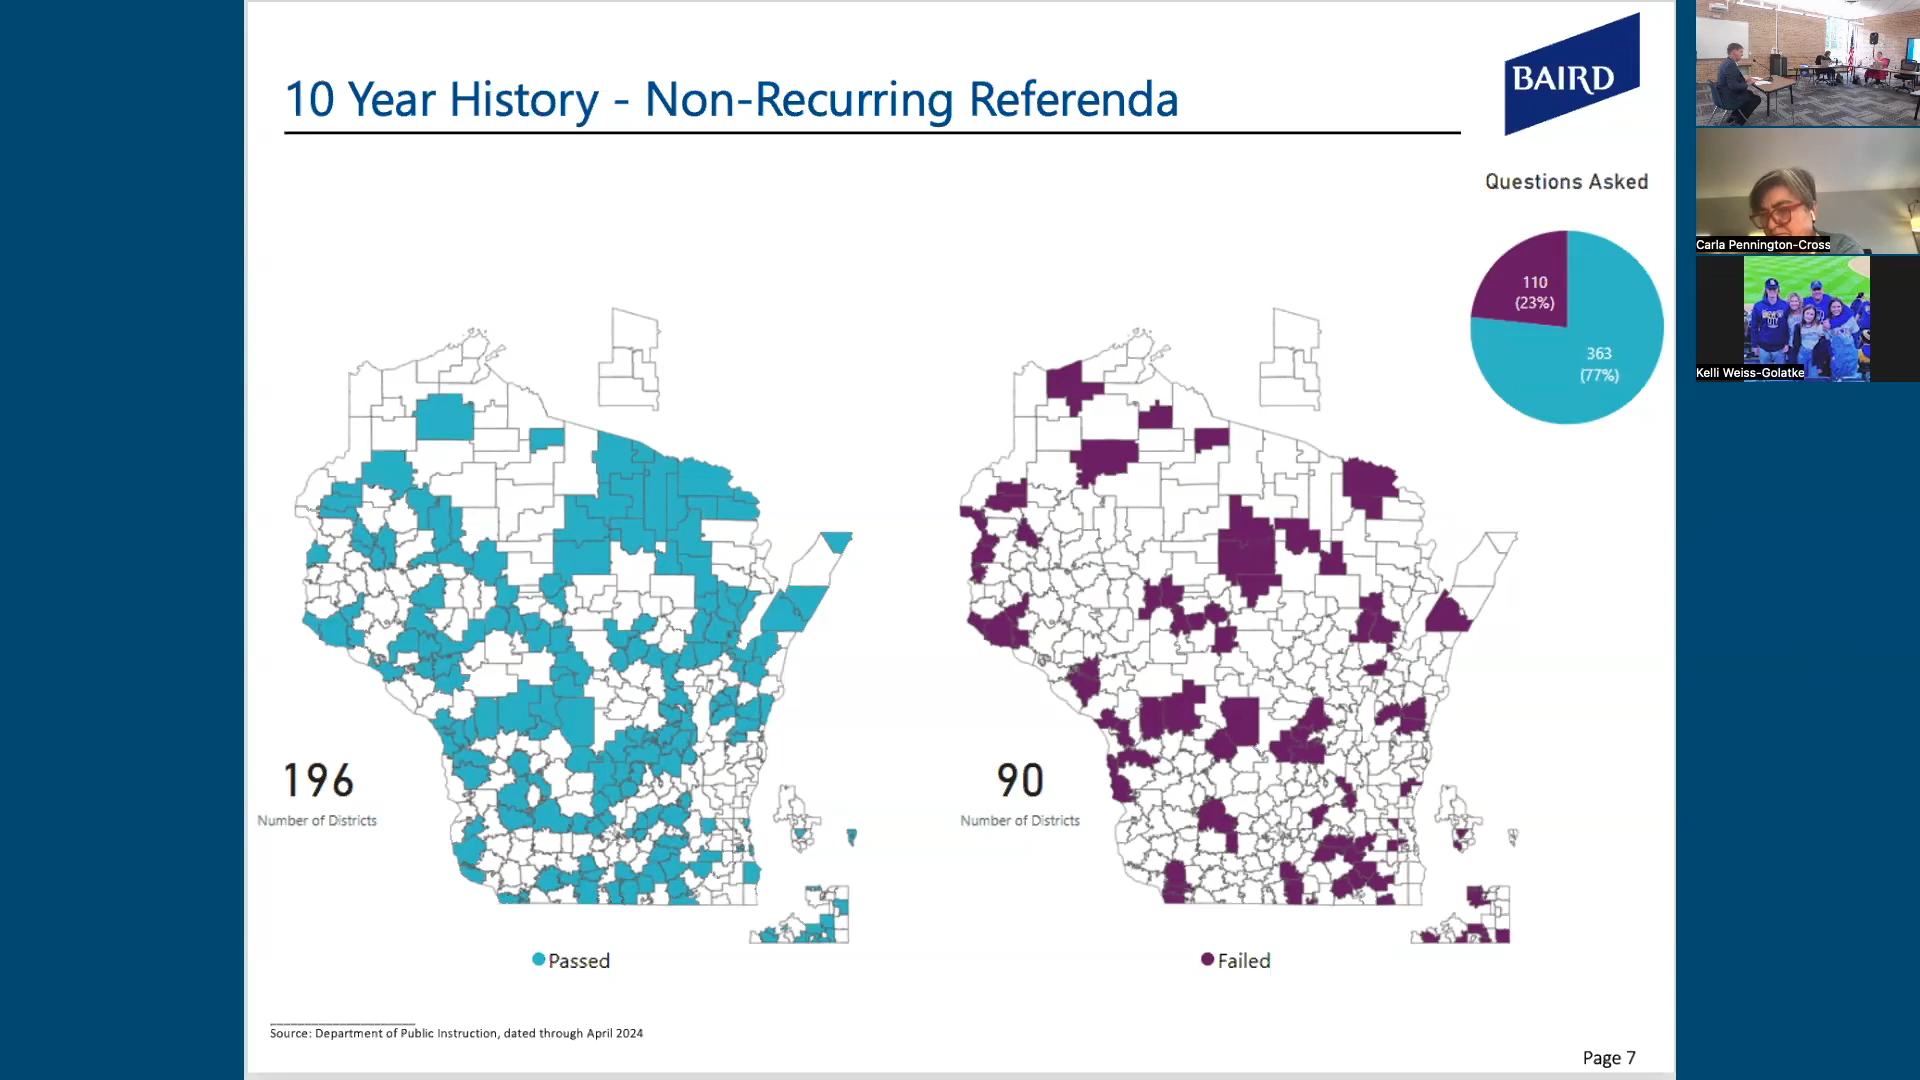 10 Year History - Non-Recurring Referenda
BAIRD
Questions Asked
110
(23%)
363
(77%)
196
Number of Districts
90
Number of Districts
Passed
Failed
Source: Department of Public Instruction, dated through April 2024
Page 7
Carla Pennington-Cross
Kelli Weiss-Golatke